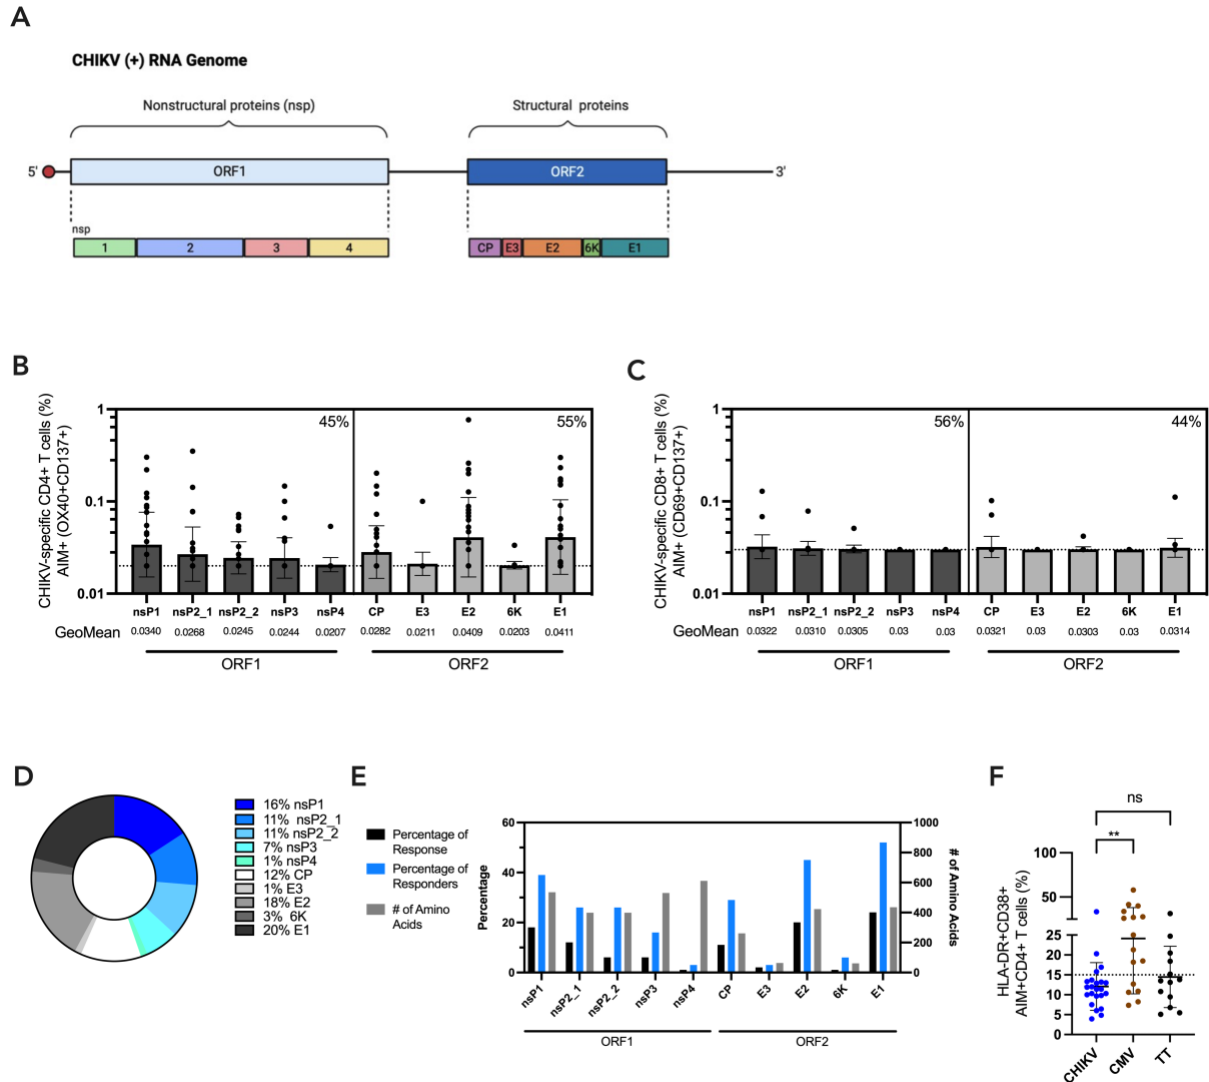 A
CHIKV (+) RNA Genome
Nonstructural proteins (nsp)
Structural proteins
5'
ORF1
ORF2
3'
nsp
1
2
3
4
CP
E3
E2
6K
E1
B
CHIKV-specific CD4+ T cells (%)
AIM+ (OX40+CD137+)
1
0.1
0.01
45%
55%
nsP1 nsP2_1 nsP2_2 nsP3 nsP4 CP E3 E2 6K E1
GeoMean 0.0340 0.0268 0.0245 0.0244 0.0207 0.0282 0.0211 0.0409 0.0203 0.0411
ORF1 ORF2
C
CHIKV-specific CD8+ T cells (%)
AIM+ (CD69+CD137+)
1
0.1
0.01
56%
44%
nsP1 nsP2_1 nsP2_2 nsP3 nsP4 CP E3 E2 6K E1
GeoMean 0.0322 0.0310 0.0305 0.03 0.03 0.0321 0.03 0.0303 0.03 0.0314
ORF1 ORF2
D
16% nsP1
11% nsP2_1
11% nsP2_2
7% nsP3
1% nsP4
12% CP
1% E3
18% E2
3% 6K
20% E1
E
Percentage of
Response
Percentage of
Responders
# of Amino
Acids
Percentage
60
40
20
0
1000
800
600
400
200
0
# of Amino Acids
nsP1 nsP2_1 nsP2_2 nsP3 nsP4 CP E3 E2 6K E1
ORF1 ORF2
F
ns
**
HLA-DR+CD38+
AIM+CD4+ T cells (%)
100
50
25
20
15
10
5
0
CHIKV CMV TT